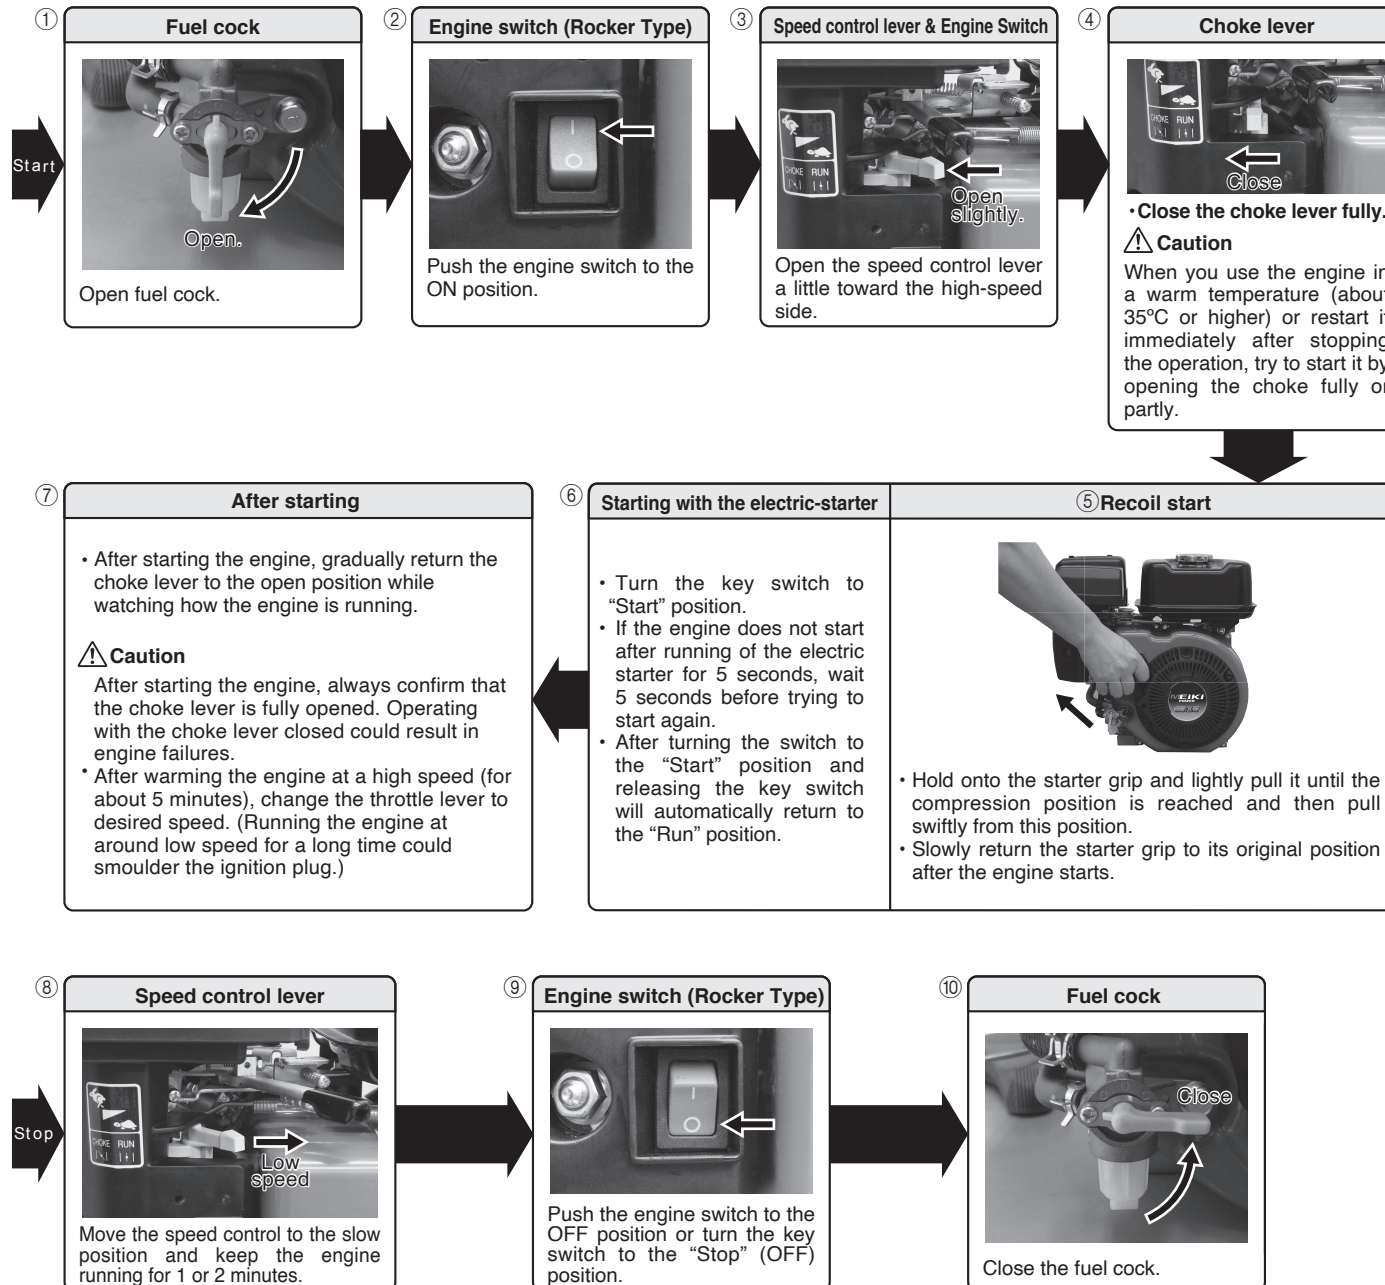 Start
① Fuel cock
Open.
Open fuel cock.
② Engine switch (Rocker Type)
Push the engine switch to the
ON position.
③ Speed control lever & Engine Switch
CHOKE RUN
Open
slightly.
Open the speed control lever
a little toward the high-speed
side.
④ Choke lever
CHOKE RUN
Close
・Close the choke lever fully.
Caution
When you use the engine in
a warm temperature (about
35ºC or higher) or restart it
immediately after stopping
the operation, try to start it by
opening the choke fully or
partly.
⑤Recoil start
MEIKI
・Hold onto the starter grip and lightly pull it until the
compression position is reached and then pull
swiftly from this position.
・Slowly return the starter grip to its original position
after the engine starts.
⑥ Starting with the electric-starter
・Turn the key switch to
“Start” position.
・If the engine does not start
after running of the electric
starter for 5 seconds, wait
5 seconds before trying to
start again.
・After turning the switch to
the “Start” position and
releasing the key switch
will automatically return to
the “Run” position.
⑦ After starting
・After starting the engine, gradually return the
choke lever to the open position while
watching how the engine is running.
Caution
After starting the engine, always confirm that
the choke lever is fully opened. Operating
with the choke lever closed could result in
engine failures.
・After warming the engine at a high speed (for
about 5 minutes), change the throttle lever to
desired speed. (Running the engine at
around low speed for a long time could
smoulder the ignition plug.)
Stop
⑧ Speed control lever
CHOKE RUN
Low
speed
Move the speed control to the slow
position and keep the engine
running for 1 or 2 minutes.
⑨ Engine switch (Rocker Type)
Push the engine switch to the
OFF position or turn the key
switch to the “Stop” (OFF)
position.
⑩ Fuel cock
Close
Close the fuel cock.